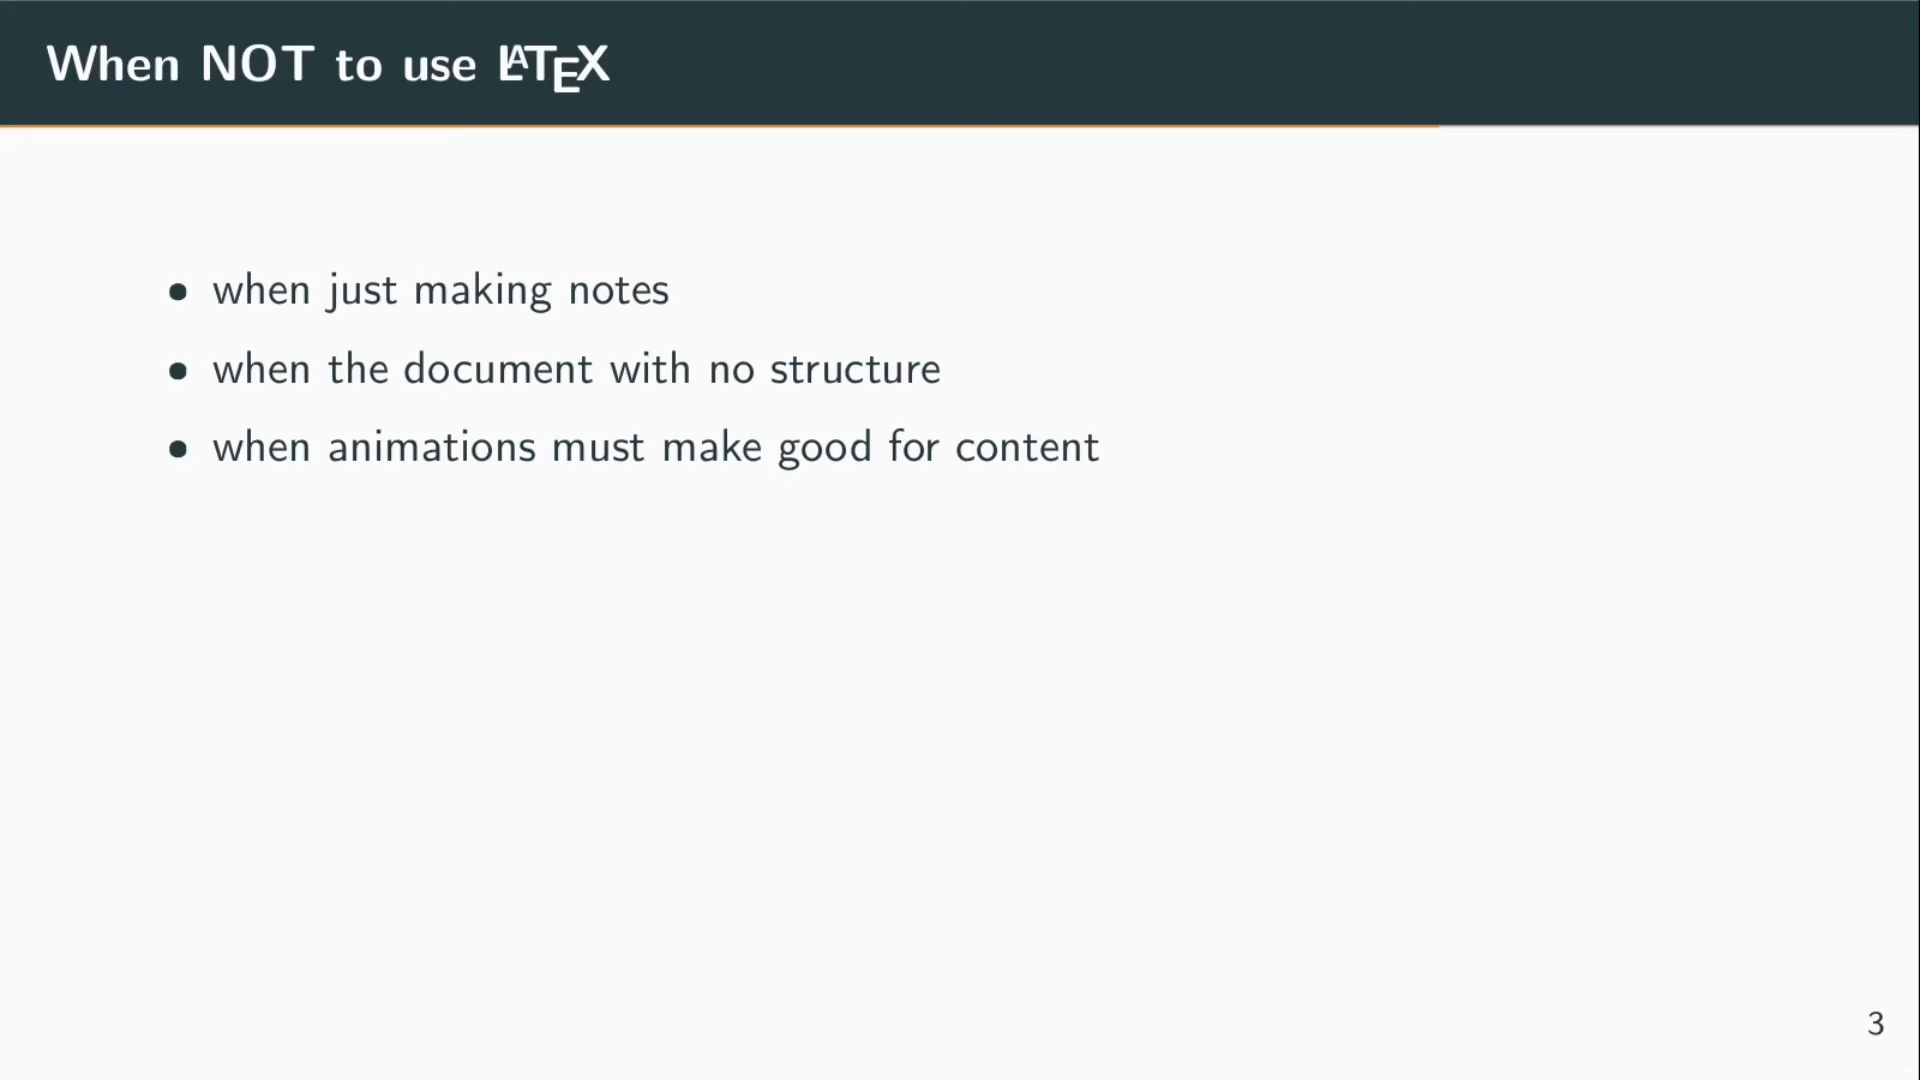 When NOT to use LATEX
• when just making notes
• when the document with no structure
• when animations must make good for content
3